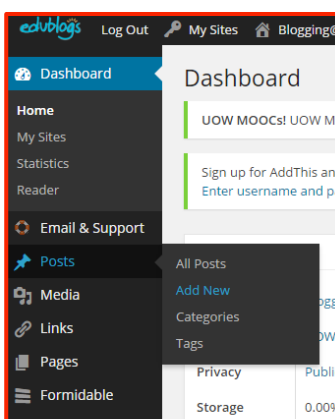 edublogs Log Out My Sites Blogging@
Dashboard
Home
My Sites
Statistics
Reader
Email & Support
Posts
All Posts
Add New
Categories
Tags
Media
Links
Pages
Formidable
Dashboard
UOW MOOCs! UOW M
Sign up for AddThis an
Enter username and p
Privacy Publi
Storage 0.00%